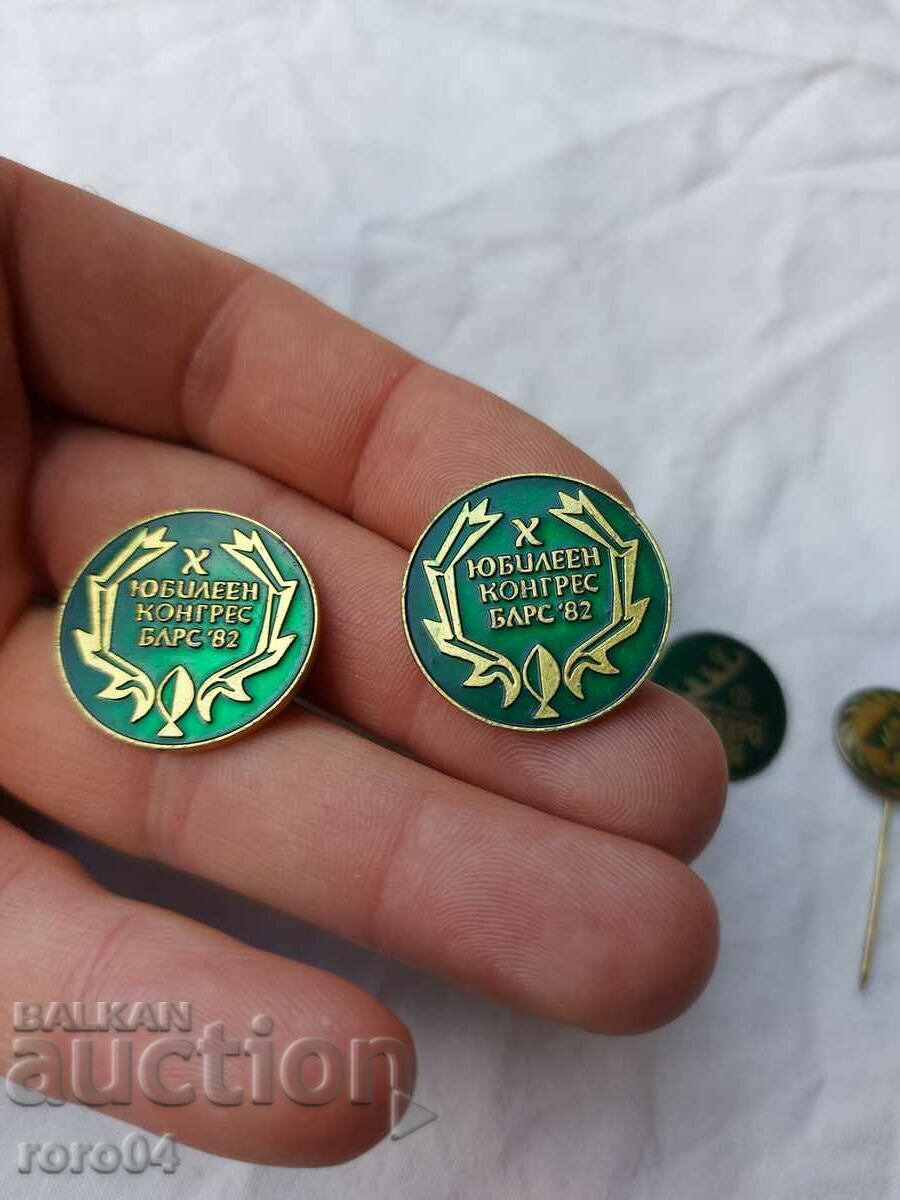 X
ЮБИЛЕЕН
КОНГРЕС
БЛРС '82
X
ЮБИЛЕЕН
КОНГРЕС
БЛРС '82
BALKAN
auction
roro04